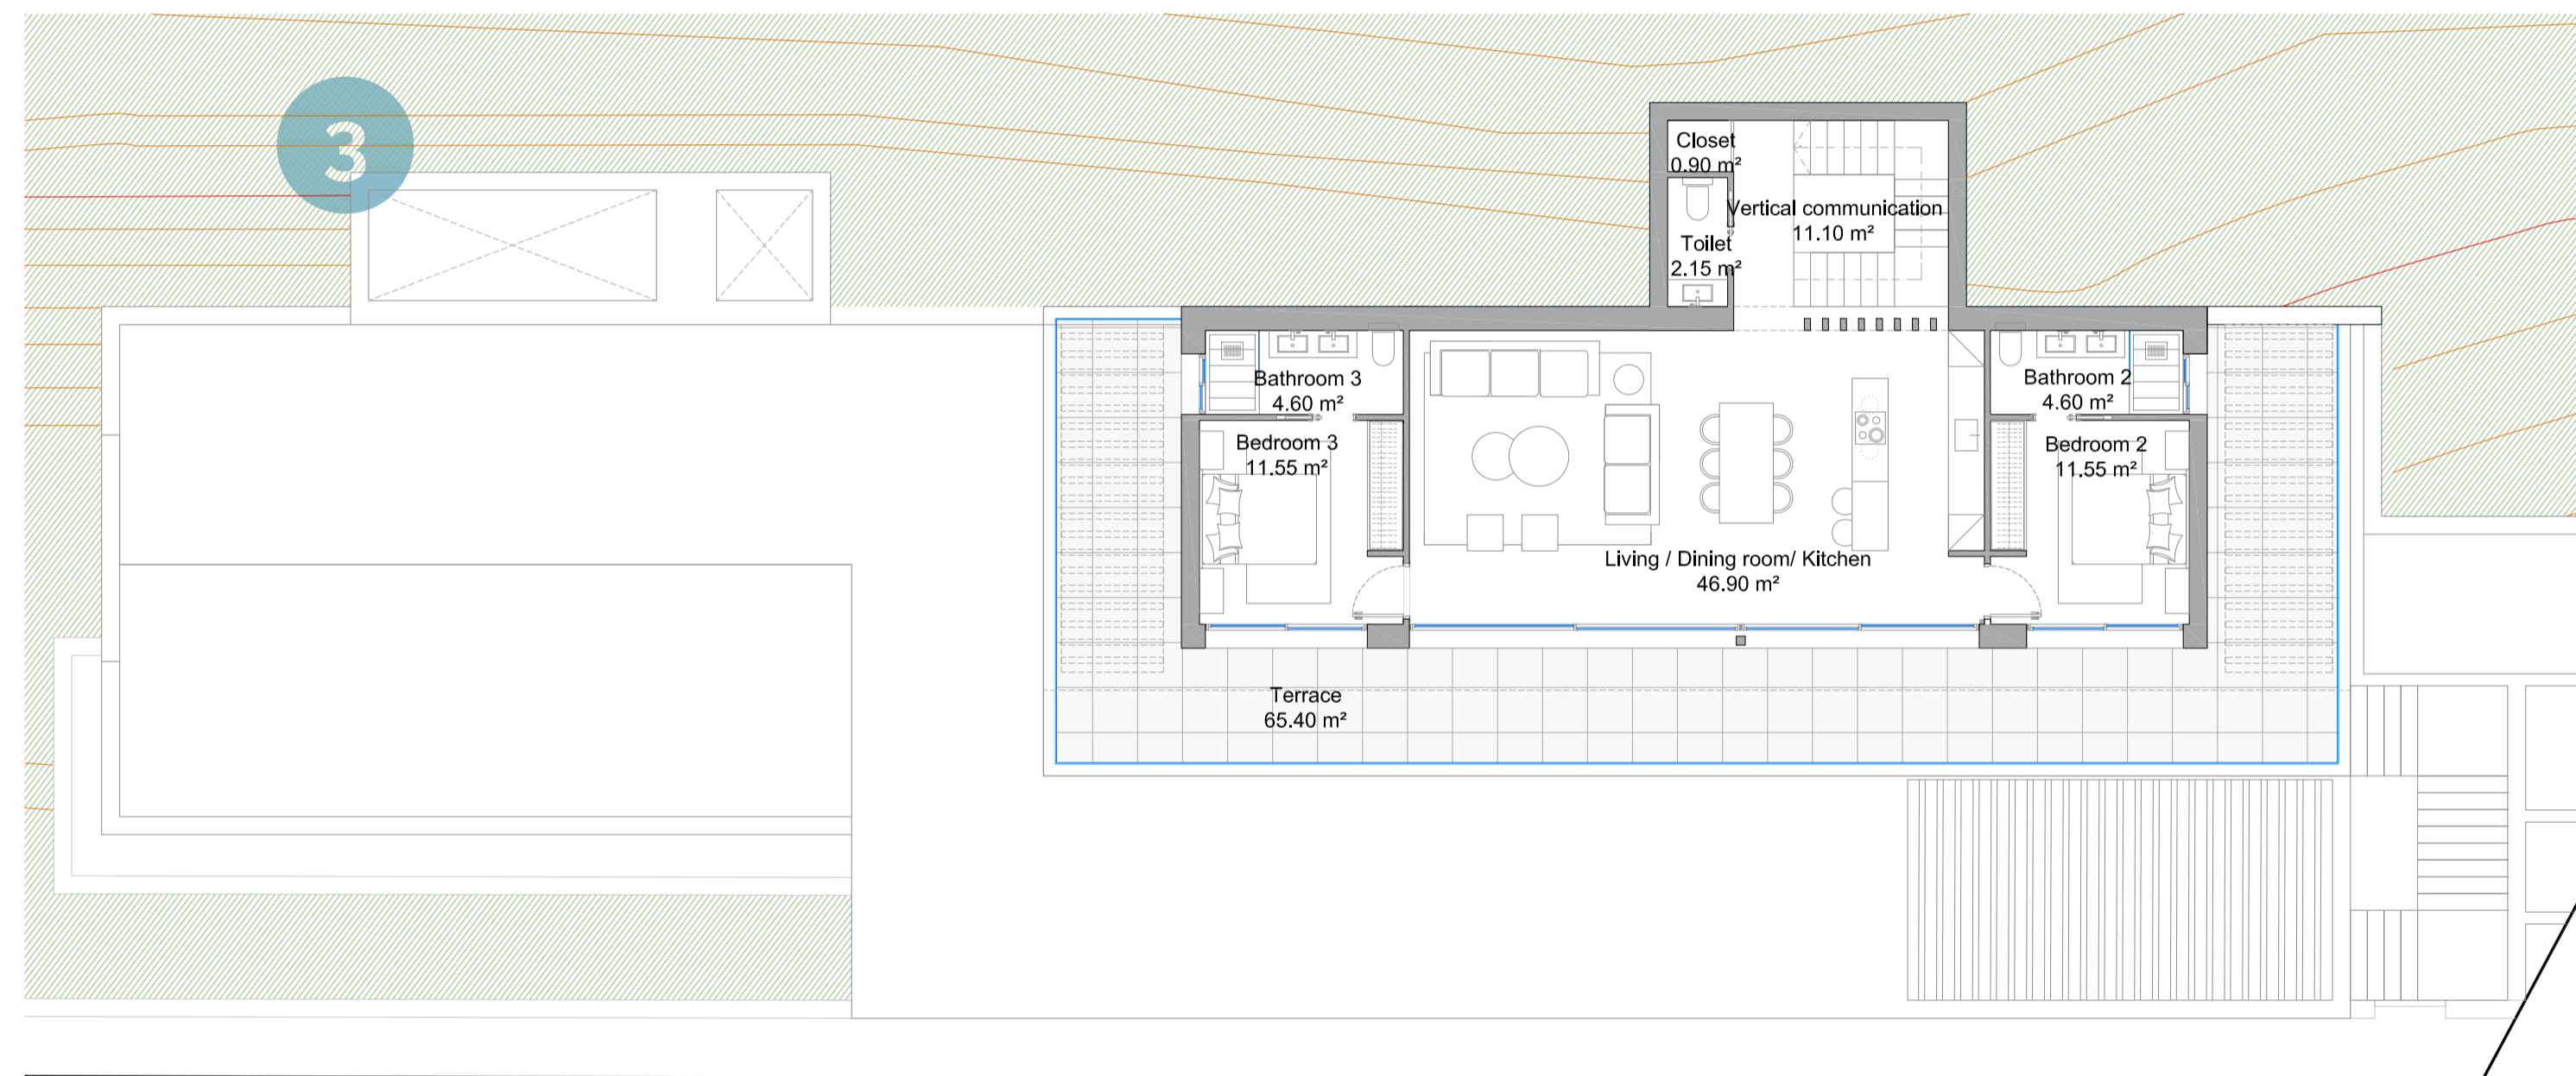 3
Closet
0.90 m²
Vertical communication
11.10 m²
Toilet
2.15 m²
Bathroom 3
4.60 m²
Bathroom 2
4.60 m²
Bedroom 3
11.55 m²
Bedroom 2
11.55 m²
Living / Dining room/ Kitchen
46.90 m²
Terrace
65.40 m²